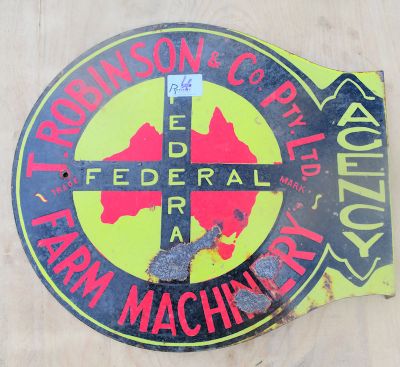 T. ROBINSON & Co. PTY. LTD.
FEDERAL
TRADE
FEDERAL
MARK
FARM MACHINERY
AGENCY